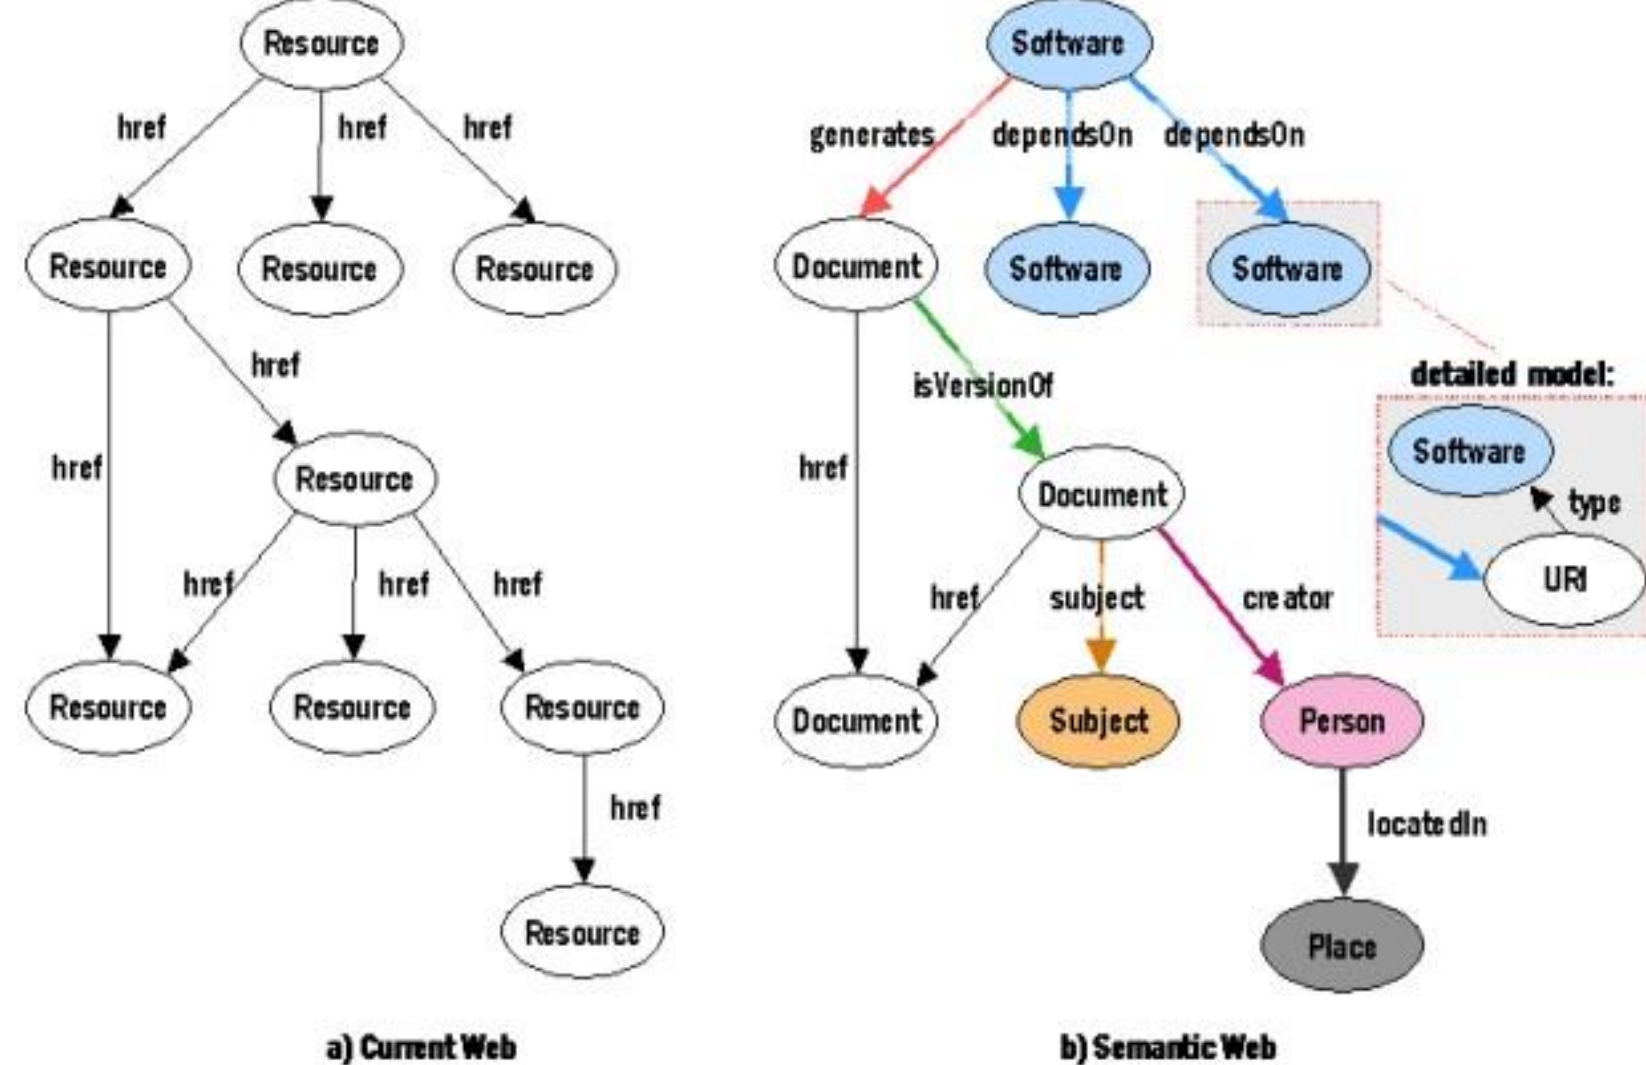 Resource
href
href
href
Resource
Resource
Resource
href
href
Resource
href
href
href
Resource
Resource
Resource
href
Resource
a) Current Web
Software
generates
dependsOn
dependsOn
Document
Software
Software
isVersionOf
detailed model:
Software
type
URI
href
Document
href
subject
creator
Document
Subject
Person
locatedIn
Place
b) Semantic Web